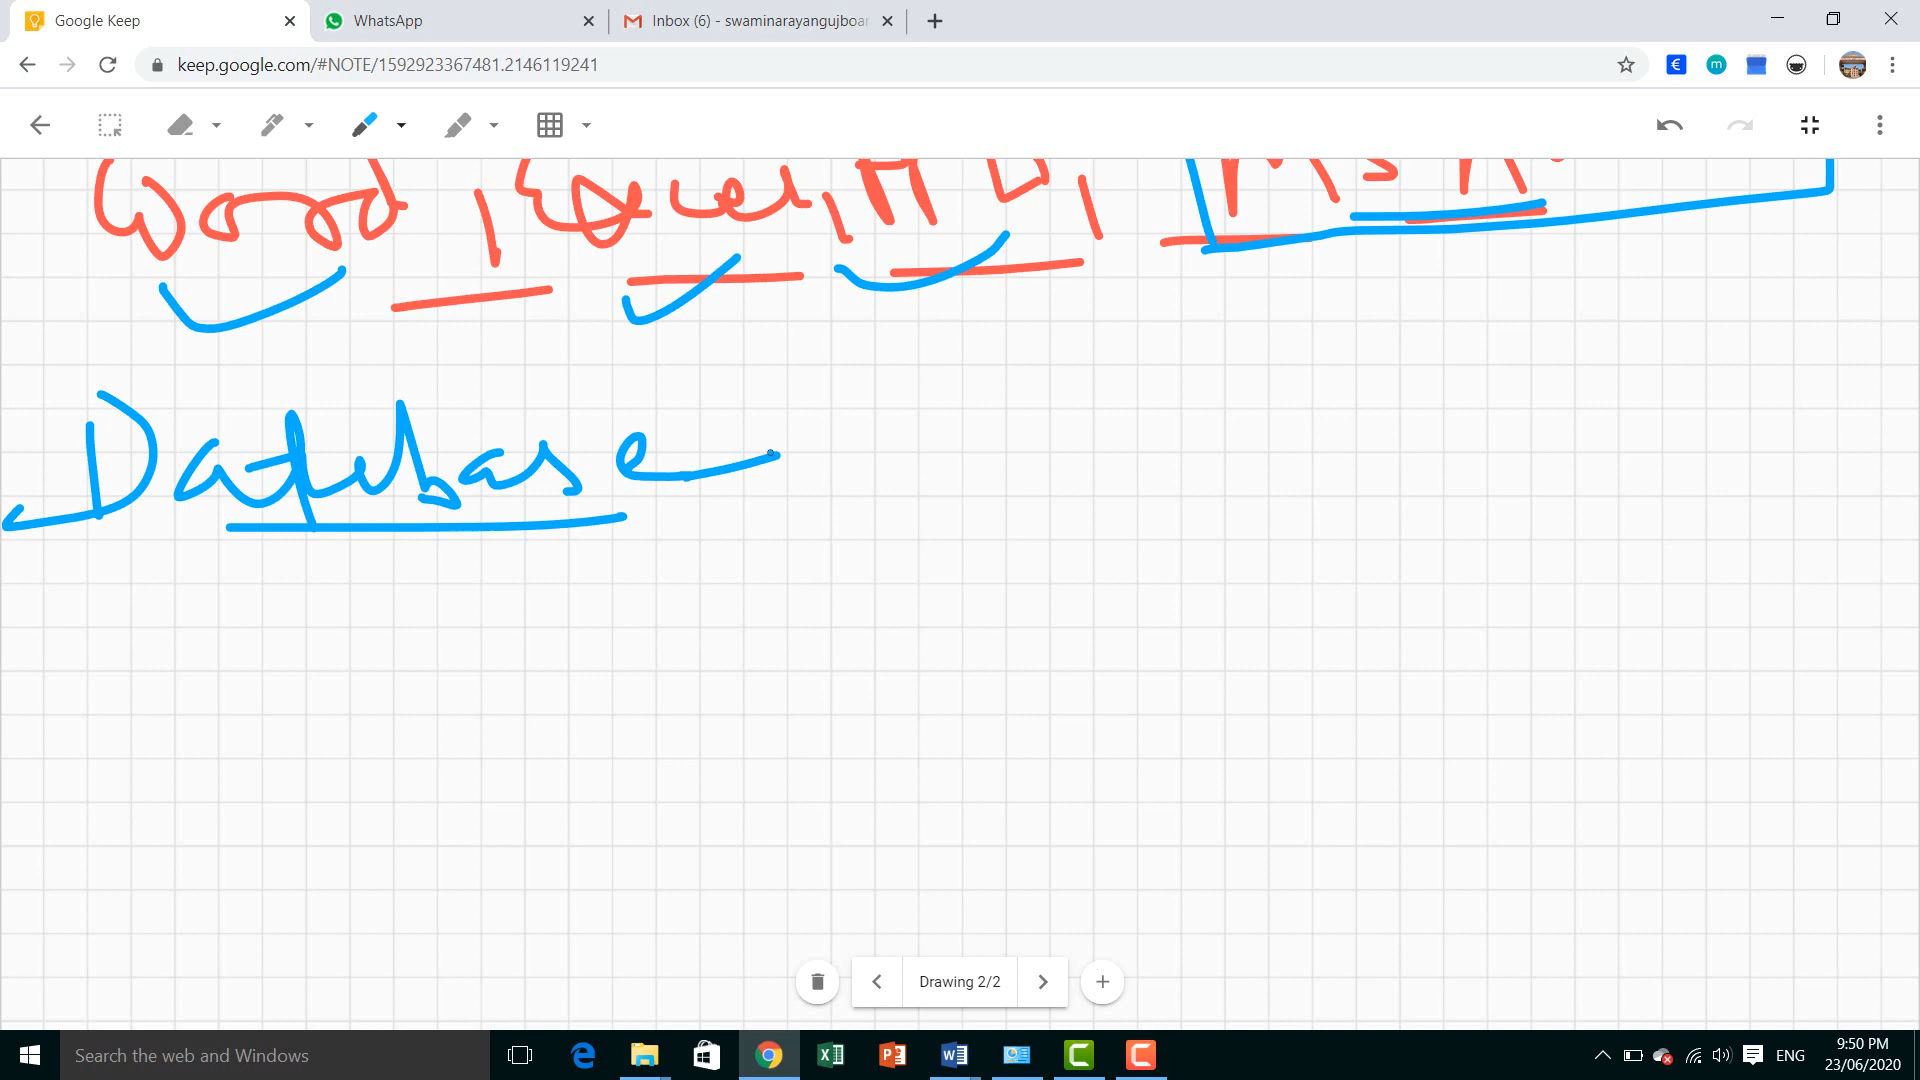 Google Keep
WhatsApp
Inbox (6) - swaminarayangujboar
keep.google.com/#NOTE/1592923367481.2146119241
Word, Excel,
Database
Drawing 2/2
Search the web and Windows
ENG
9:50 PM
23/06/2020